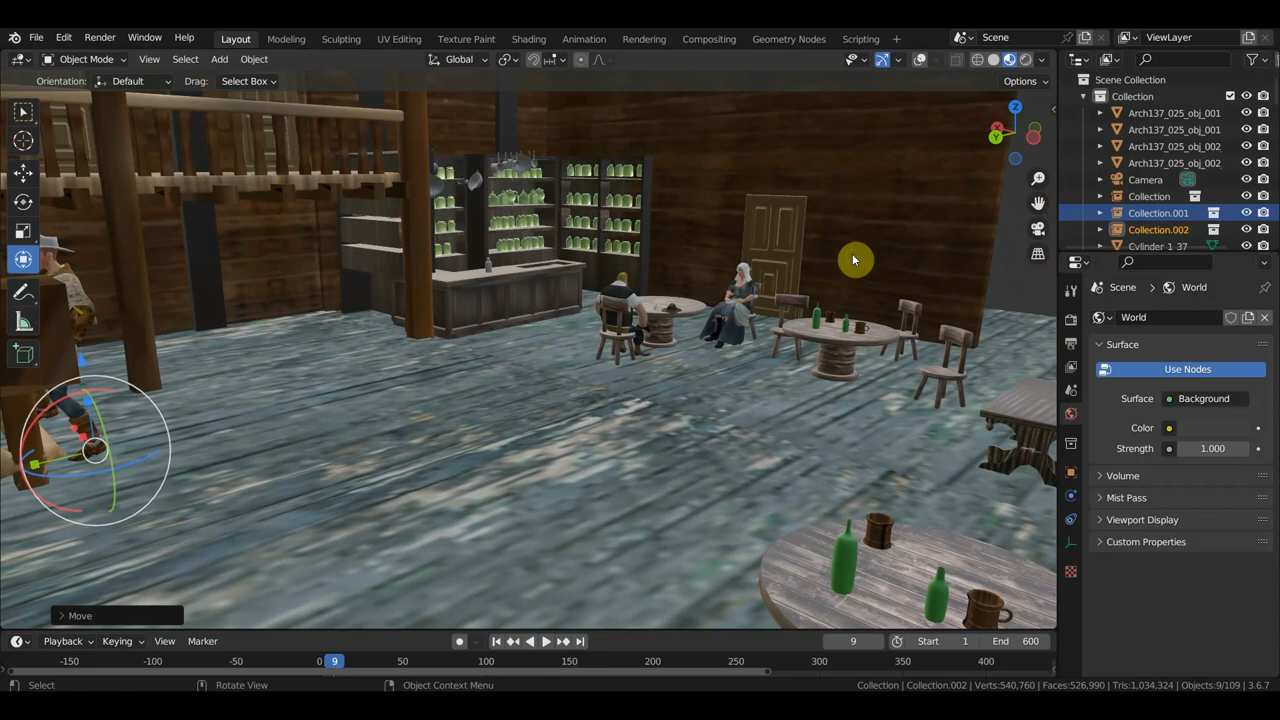 File Edit Render Window Help Layout Modeling Sculpting UV Editing Texture Paint Shading Animation Rendering Compositing Geometry Nodes Scripting + Scene ViewLayer
Object Mode View Select Add Object Global
Orientation: Default Drag: Select Box Options
Scene Collection
Collection
Arch137_025_obj_001
Arch137_025_obj_001
Arch137_025_obj_002
Arch137_025_obj_002
Camera
Collection
Collection.001
Collection.002
Cylinder_1_37
Z
X
Y
Scene World
World
Surface
Use Nodes
Surface Background
Color
Strength 1.000
Volume
Mist Pass
Viewport Display
Custom Properties
Move
Playback Keying View Marker 9 Start 1 End 600
-150 -100 -50 0 9 50 100 150 200 250 300 350 400
Select Rotate View Object Context Menu Collection | Collection.002 | Verts:540,760 | Faces:526,990 | Tris:1,034,324 | Objects:9/109 | 3.6.7